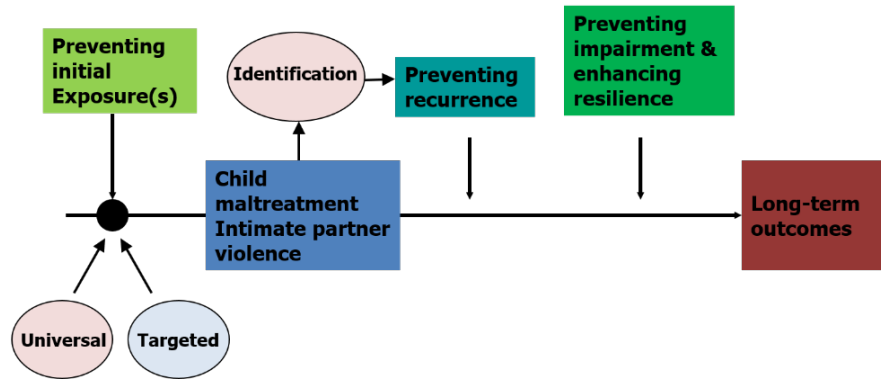 Preventing
initial
Exposure(s)
Identification
Preventing
recurrence
Preventing
impairment &
enhancing
resilience
Child
maltreatment
Intimate partner
violence
Long-term
outcomes
Universal
Targeted